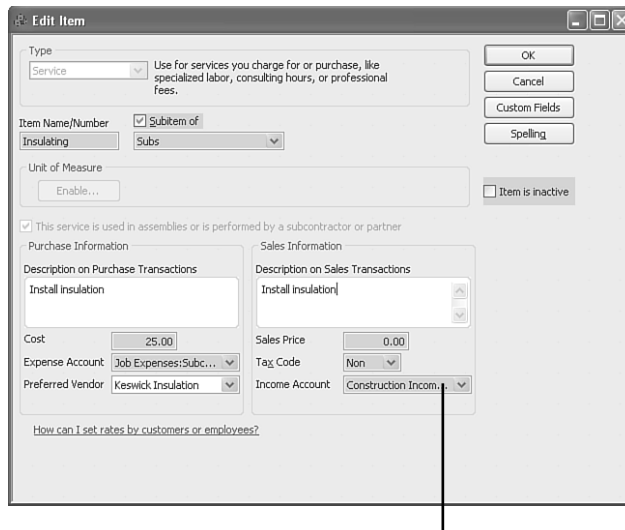 Edit Item
Type
Service
Use for services you charge for or purchase, like
specialized labor, consulting hours, or professional
fees.
OK
Cancel
Custom Fields
Spelling
Item Name/Number
Subitem of
Insulating
Subs
Unit of Measure
Enable...
Item is inactive
This service is used in assemblies or is performed by a subcontractor or partner
Purchase Information
Description on Purchase Transactions
Install insulation
Cost
25.00
Expense Account
Job Expenses:Subc...
Preferred Vendor
Keswick Insulation
Sales Information
Description on Sales Transactions
Install insulation
Sales Price
0.00
Tax Code
Non
Income Account
Construction Incom...
How can I set rates by customers or employees?